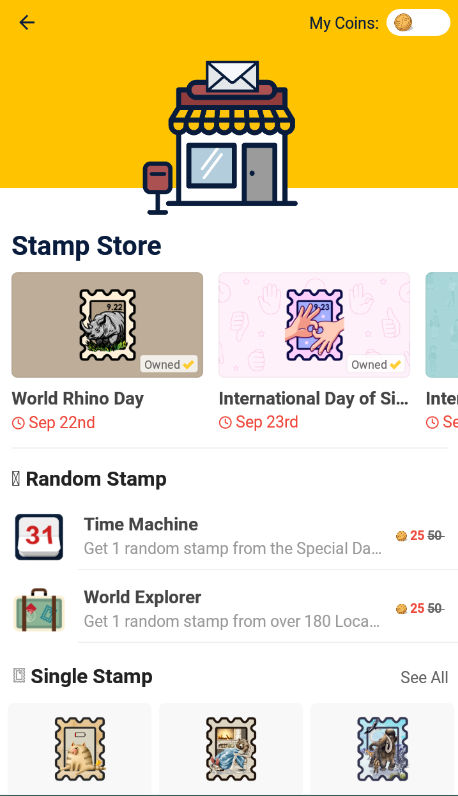 My Coins:
Stamp Store
9.22
9-23
Owned
Owned
World Rhino Day
International Day of Si...
Inter
Sep 22nd
Sep 23rd
Se
Random Stamp
31
Time Machine
Get 1 random stamp from the Special Da...
25 50
World Explorer
Get 1 random stamp from over 180 Loca...
25 50
Single Stamp
See All